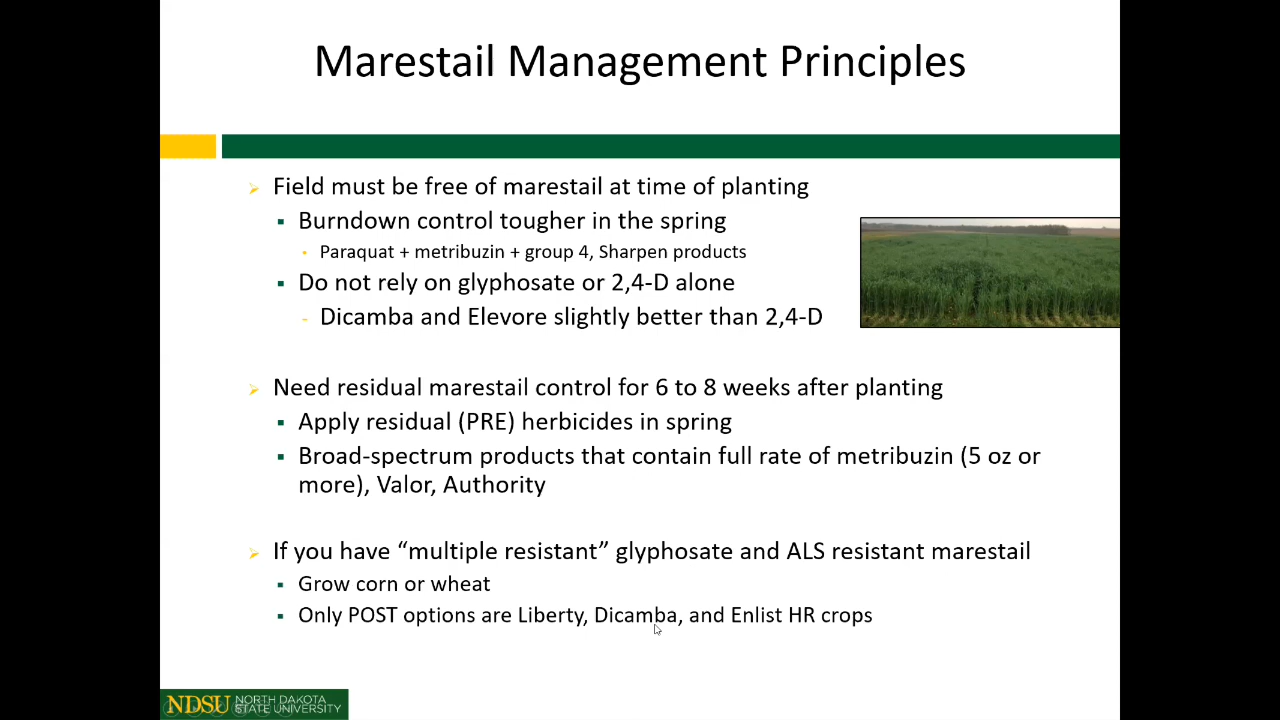 Marestail Management Principles
Field must be free of marestail at time of planting
Burndown control tougher in the spring
Paraquat + metribuzin + group 4, Sharpen products
Do not rely on glyphosate or 2,4-D alone
Dicamba and Elevore slightly better than 2,4-D
Need residual marestail control for 6 to 8 weeks after planting
Apply residual (PRE) herbicides in spring
Broad-spectrum products that contain full rate of metribuzin (5 oz or
more), Valor, Authority
If you have “multiple resistant” glyphosate and ALS resistant marestail
Grow corn or wheat
Only POST options are Liberty, Dicamba, and Enlist HR crops
NDSU NORTH DAKOTA
STATE UNIVERSITY